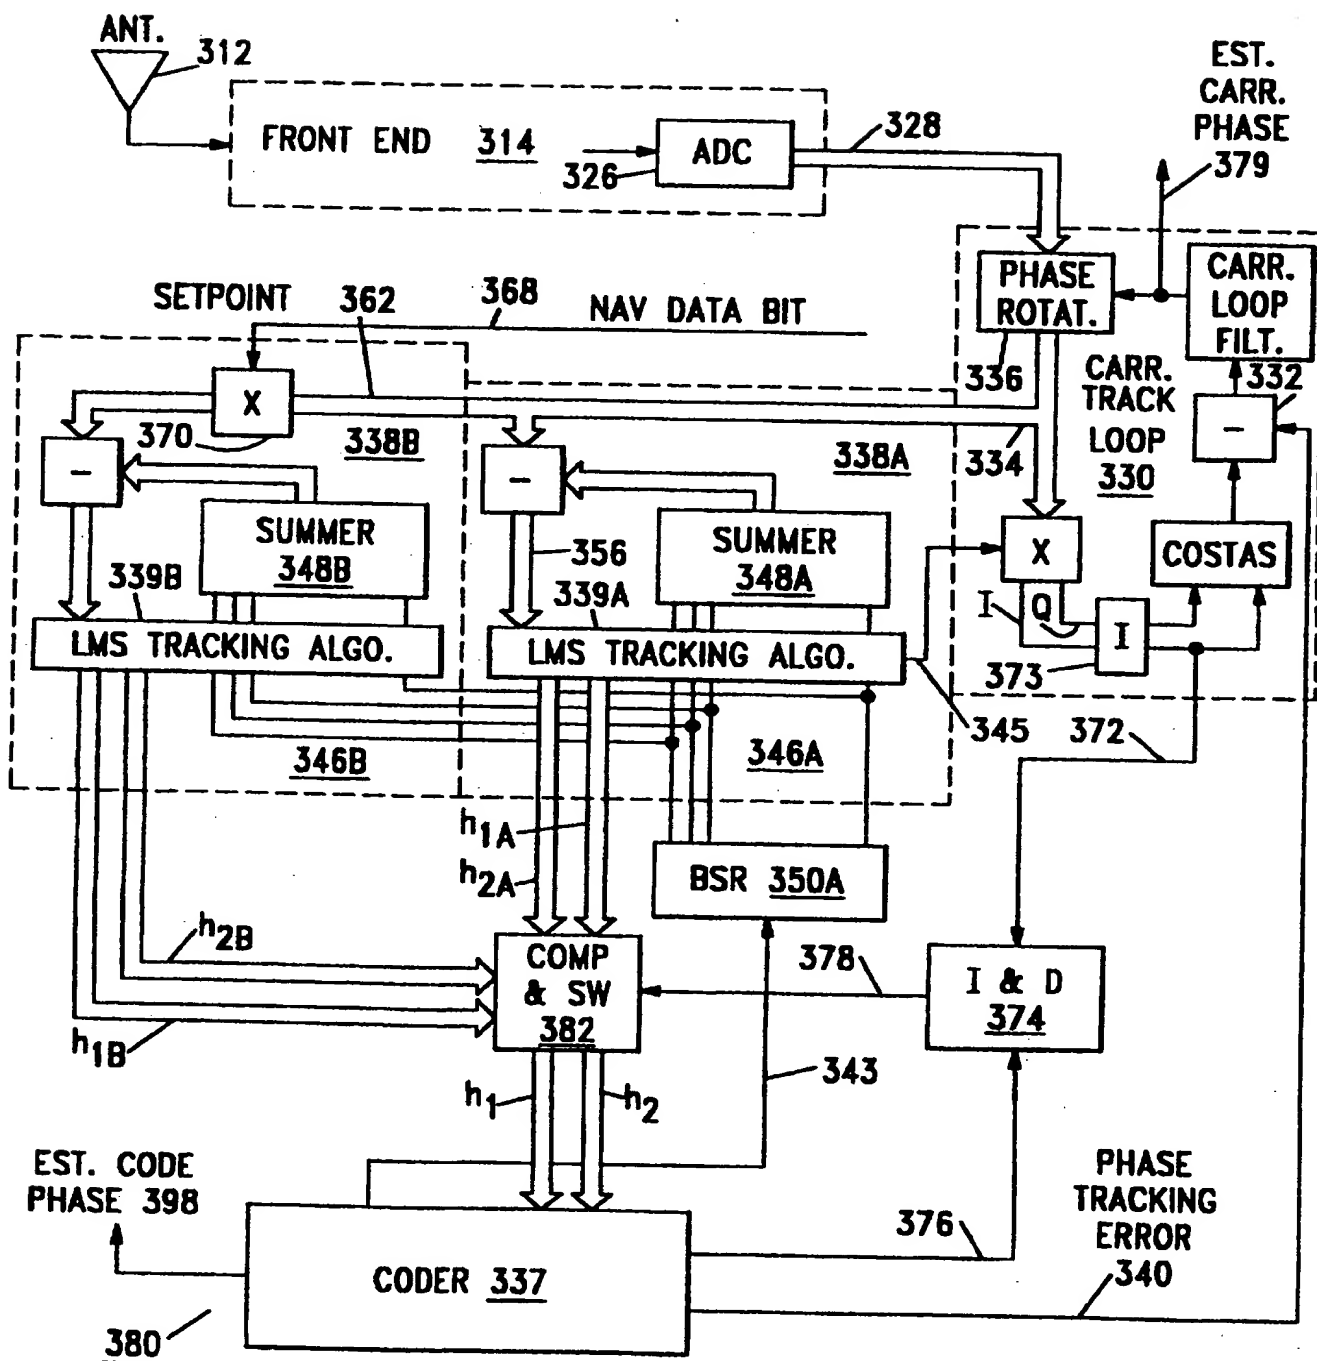 ANT.
312
FRONT END 314
326
ADC
328
EST.
CARR.
PHASE
379
SETPOINT
362
368
NAV DATA BIT
PHASE
ROTAT.
336
CARR.
LOOP
FILT.
332
CARR.
TRACK
LOOP
330
334
X
370
338B
338A
−
−
−
SUMMER
348B
SUMMER
348A
356
339B
339A
LMS TRACKING ALGO.
LMS TRACKING ALGO.
X
COSTAS
I
Q
I
373
345
372
346B
346A
h1A
h2A
BSR 350A
h2B
h1B
COMP
& SW
382
378
I & D
374
343
h1
h2
EST. CODE
PHASE 398
CODER 337
376
PHASE
TRACKING
ERROR
340
380